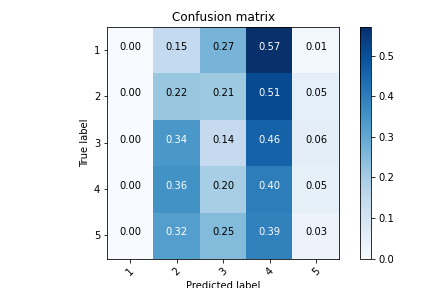 Confusion matrix
True label
1 0.00 0.15 0.27 0.57 0.01
2 0.00 0.22 0.21 0.51 0.05
3 0.00 0.34 0.14 0.46 0.06
4 0.00 0.36 0.20 0.40 0.05
5 0.00 0.32 0.25 0.39 0.03
1 2 3 4 5
Predicted label
0.5
0.4
0.3
0.2
0.1
0.0